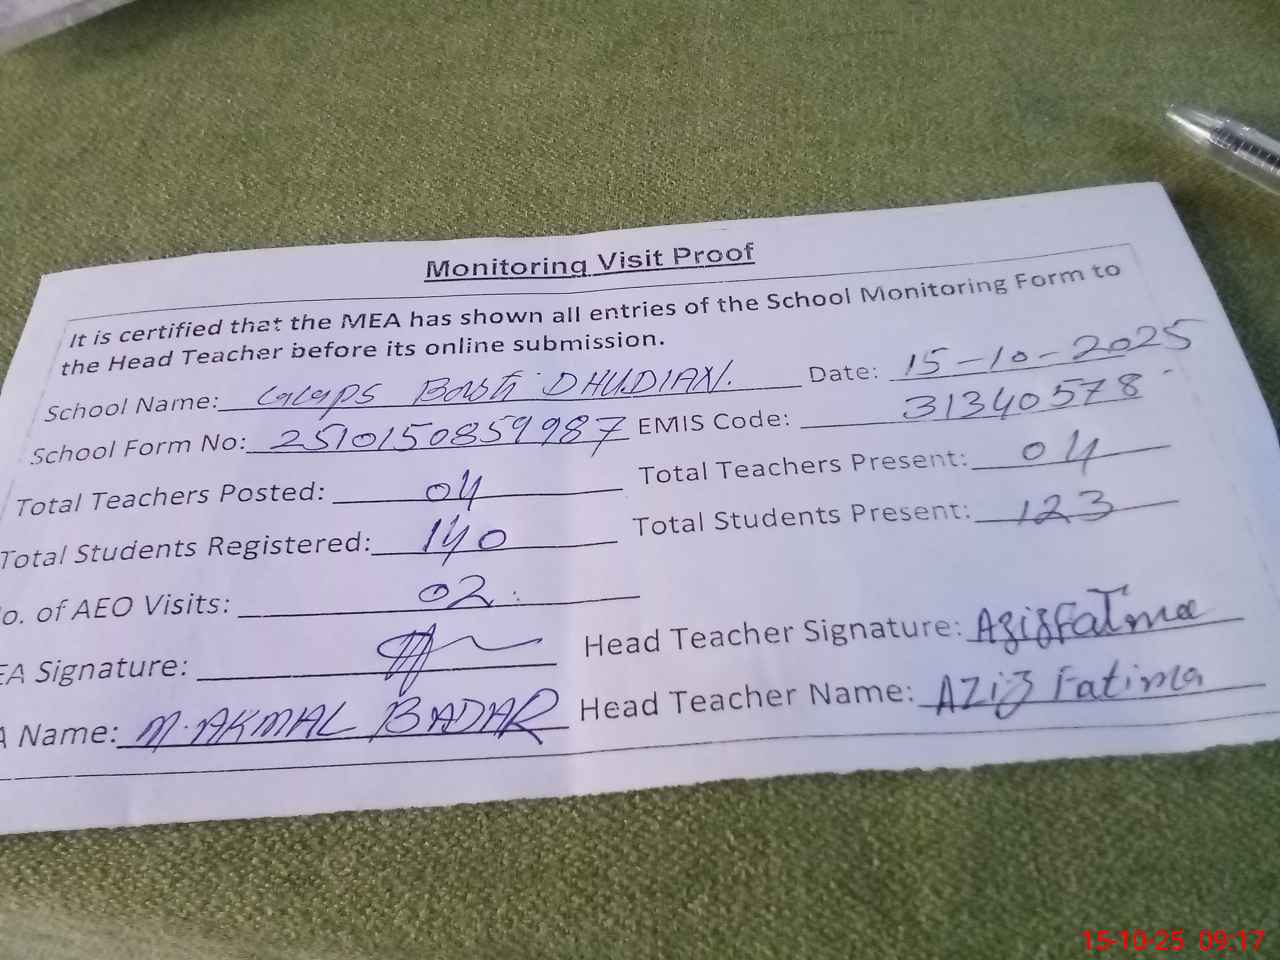 Monitoring Visit Proof
It is certified that the MEA has shown all entries of the School Monitoring Form to
the Head Teacher before its online submission.
School Name: GGCMPS Basti DHUDIAN. Date: 15-10-2025
School Form No: 2510150859987 EMIS Code: 31340578
Total Teachers Posted: 04 Total Teachers Present: 04
Total Students Registered: 140 Total Students Present: 123
o. of AEO Visits: 02
EA Signature: Head Teacher Signature: Aziz Fatima
A Name: M. AKMAL BADAR Head Teacher Name: AZiz Fatima
15-10-25 09:17